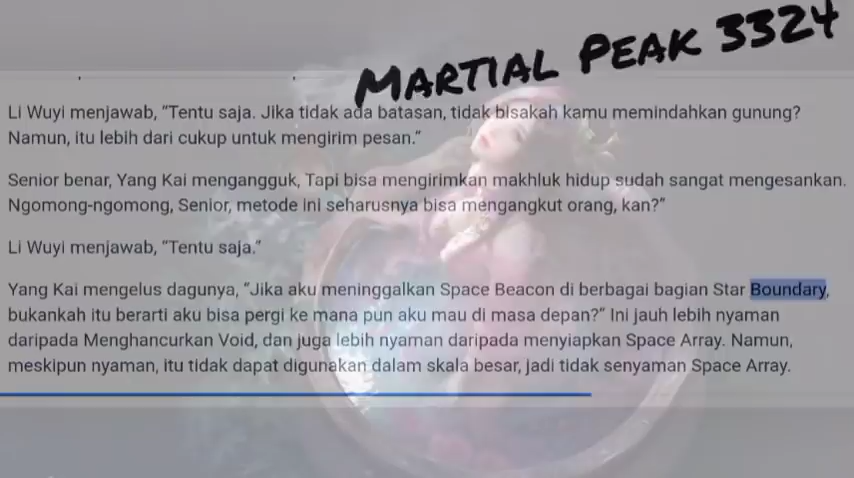 MARTIAL PEAK 3324
Li Wuyi menjawab, “Tentu saja. Jika tidak ada batasan, tidak bisakah kamu memindahkan gunung?
Namun, itu lebih dari cukup untuk mengirim pesan.”
Senior benar, Yang Kai mengangguk, Tapi bisa mengirimkan makhluk hidup sudah sangat mengesankan.
Ngomong-ngomong, Senior, metode ini seharusnya bisa mengangkut orang, kan?”
Li Wuyi menjawab, “Tentu saja.”
Yang Kai mengelus dagunya, “Jika aku meninggalkan Space Beacon di berbagai bagian Star Boundary,
bukankah itu berarti aku bisa pergi ke mana pun aku mau di masa depan?” Ini jauh lebih nyaman
daripada Menghancurkan Void, dan juga lebih nyaman daripada menyiapkan Space Array. Namun,
meskipun nyaman, itu tidak dapat digunakan dalam skala besar, jadi tidak senyaman Space Array.